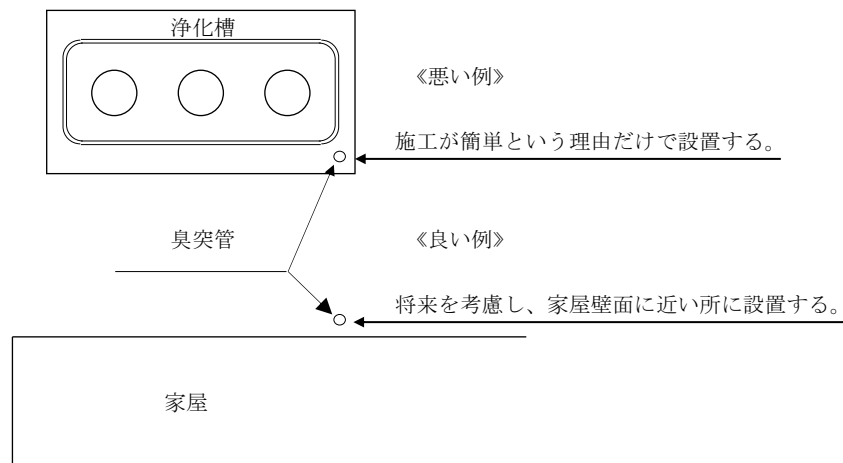 浄化槽
《悪い例》
施工が簡単という理由だけで設置する。
臭突管
《良い例》
将来を考慮し、家屋壁面に近い所に設置する。
家屋